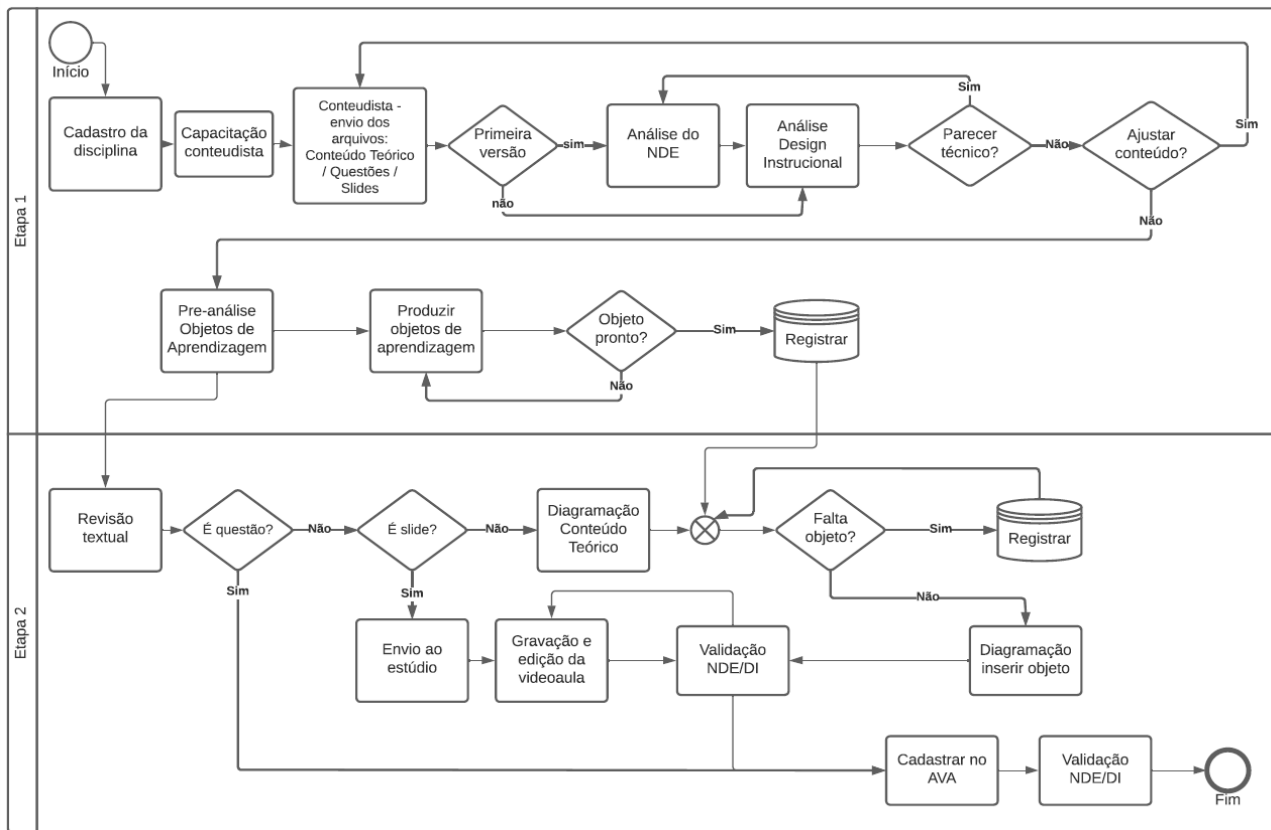 Etapa 1
Início
Cadastro da
disciplina
Capacitação
conteudista
Conteudista -
envio dos
arquivos:
Conteúdo Teórico
/ Questões /
Slides
Primeira
versão
sim
não
Análise do
NDE
Análise
Design
Instrucional
Sim
Parecer
técnico?
Não
Ajustar
conteúdo?
Sim
Não
Pre-análise
Objetos de
Aprendizagem
Produzir
objetos de
aprendizagem
Objeto
pronto?
Sim
Não
Registrar
Etapa 2
Revisão
textual
É questão?
Não
Sim
É slide?
Não
Sim
Diagramação
Conteúdo
Teórico
Falta
objeto?
Sim
Não
Registrar
Envio ao
estúdio
Gravação e
edição da
videoaula
Validação
NDE/DI
Diagramação
inserir objeto
Cadastrar no
AVA
Validação
NDE/DI
Fim